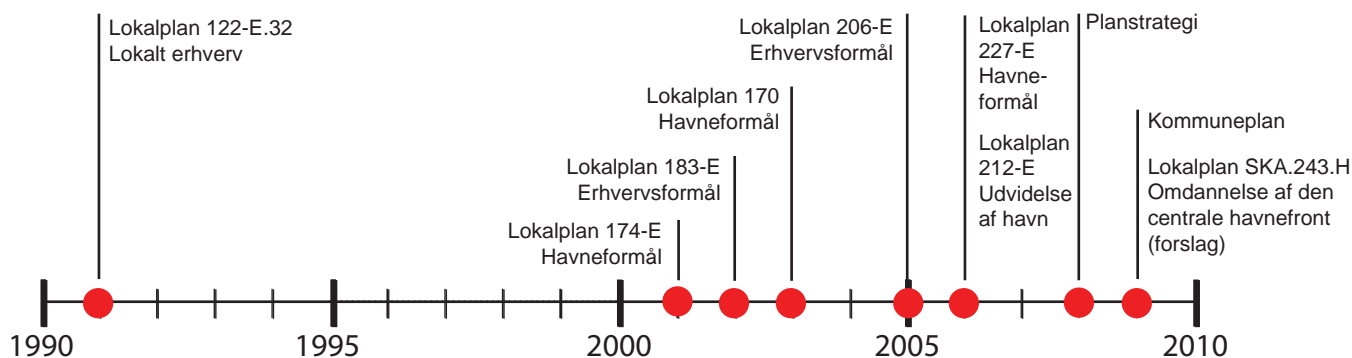 Lokalplan 122-E.32
Lokalt erhverv
Lokalplan 174-E
Havneformål
Lokalplan 183-E
Erhvervsformål
Lokalplan 170
Havneformål
Lokalplan 206-E
Erhvervsformål
Lokalplan
227-E
Havne-
formål
Lokalplan
212-E
Udvidelse
af havn
Planstrategi
Kommuneplan
Lokalplan SKA.243.H
Omdannelse af den
centrale havnefront
(forslag)
1990
1995
2000
2005
2010